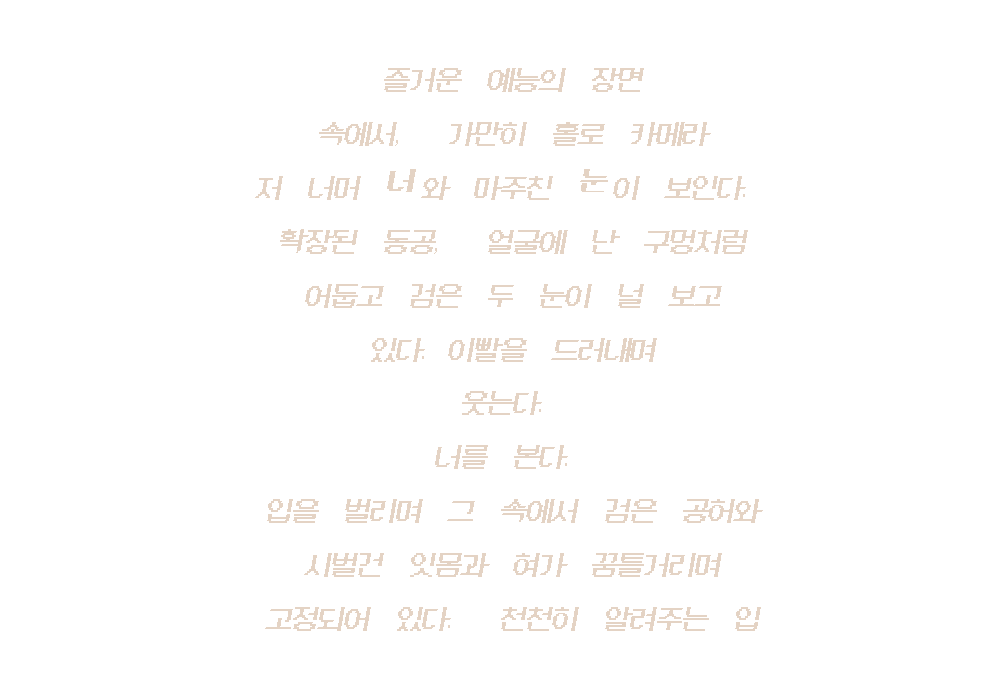 즐거운 예능의 장면
속에서, 가만히 홀로 카메라
저 너머 너와 마주친 눈이 보인다.
확장된 동공, 얼굴에 난 구멍처럼
어둡고 검은 두 눈이 널 보고
있다. 이빨을 드러내며
웃는다.
너를 본다.
입을 벌리며 그 속에서 검은 공허와
시벌건 잇몸과 혀가 꿈틀거리며
고정되어 있다. 천천히 알려주는 입